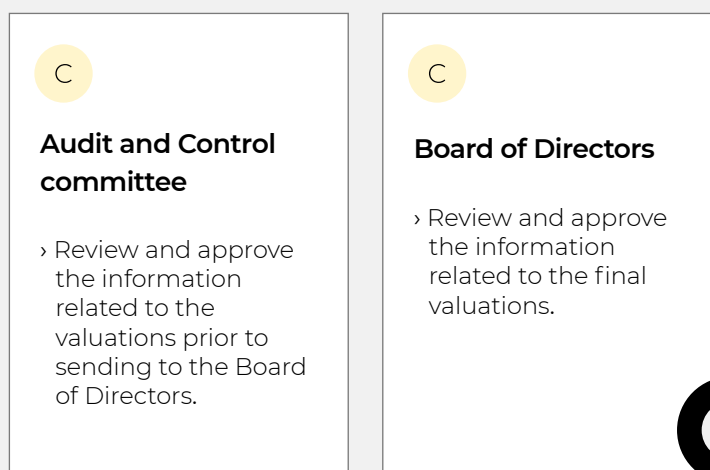 C
Audit and Control
committee
› Review and approve
the information
related to the
valuations prior to
sending to the Board
of Directors.
C
Board of Directors
› Review and approve
the information
related to the final
valuations.